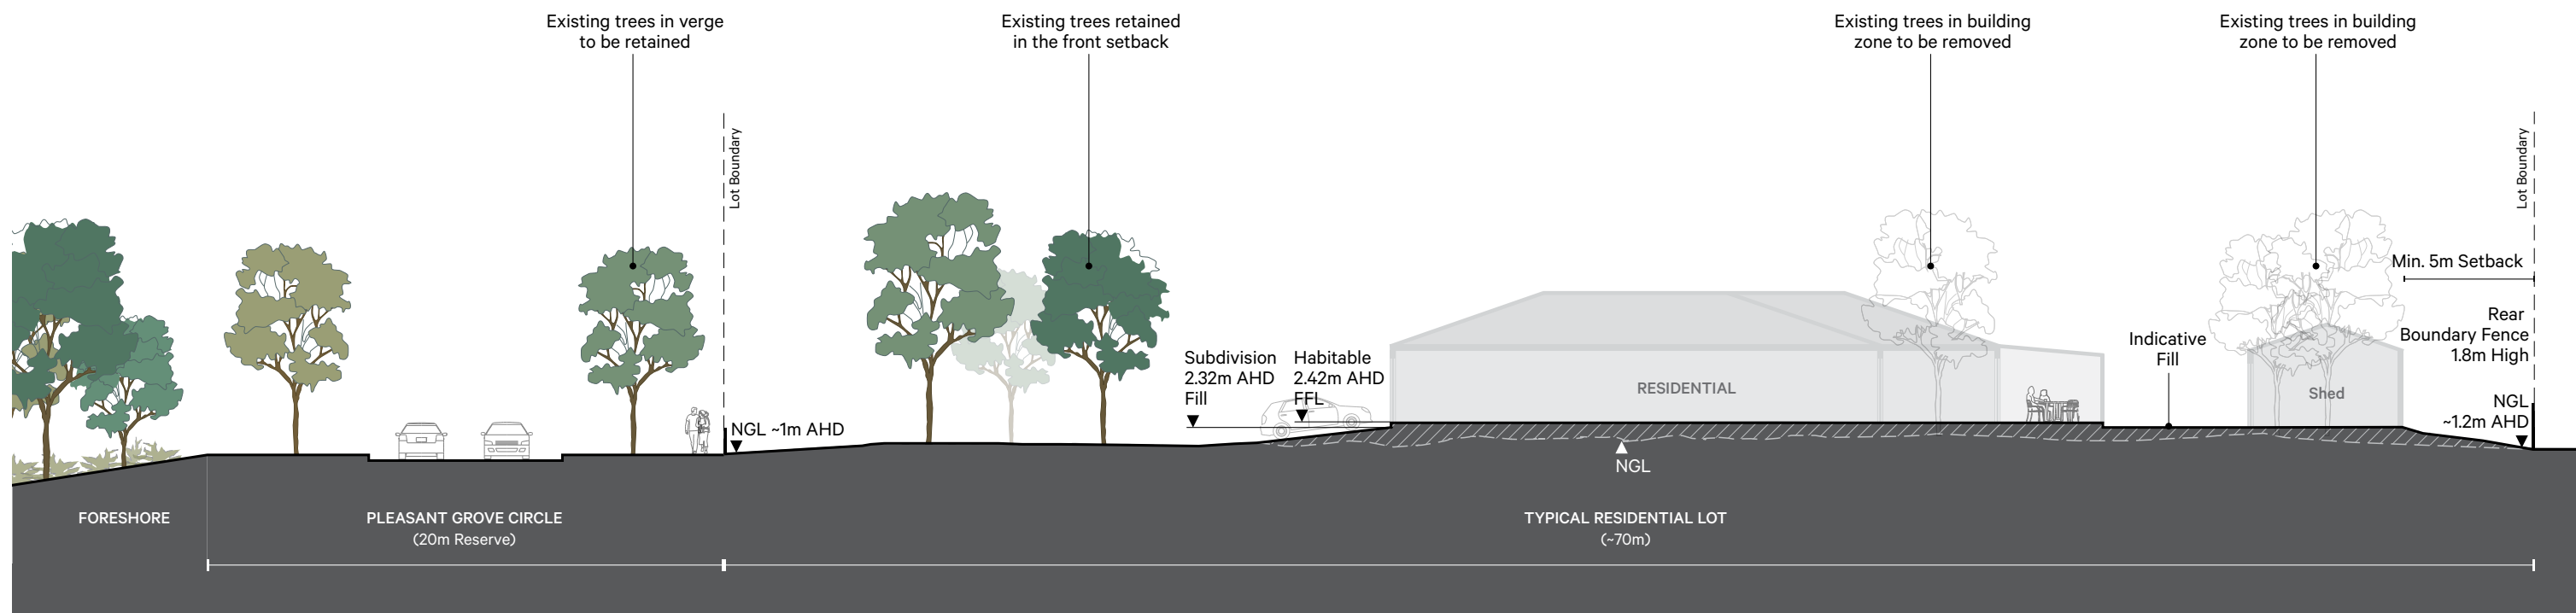 Existing trees in verge
to be retained
Existing trees retained
in the front setback
Existing trees in building
zone to be removed
Existing trees in building
zone to be removed
Lot Boundary
Lot Boundary
Min. 5m Setback
Rear
Boundary Fence
1.8m High
Indicative
Fill
Subdivision
2.32m AHD
Fill
Habitable
2.42m AHD
FFL
RESIDENTIAL
Shed
NGL ~1m AHD
NGL
~1.2m AHD
NGL
FORESHORE
PLEASANT GROVE CIRCLE
(20m Reserve)
TYPICAL RESIDENTIAL LOT
(~70m)